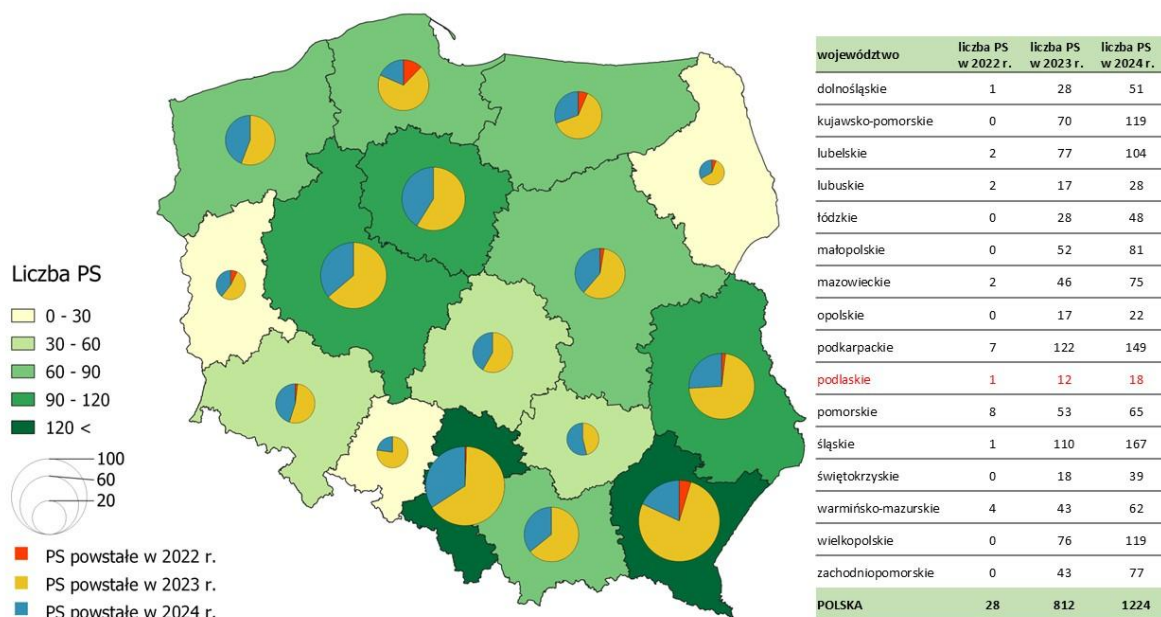 Liczba PS
0 - 30
30 - 60
60 - 90
90 - 120
120 <
100
60
20
PS powstałe w 2022 r.
PS powstałe w 2023 r.
PS powstałe w 2024 r.
województwo liczba PS w 2022 r. liczba PS w 2023 r. liczba PS w 2024 r.
dolnośląskie 1 28 51
kujawsko-pomorskie 0 70 119
lubelskie 2 77 104
lubuskie 2 17 28
łódzkie 0 28 48
małopolskie 0 52 81
mazowieckie 2 46 75
opolskie 0 17 22
podkarpackie 7 122 149
podlaskie 1 12 18
pomorskie 8 53 65
śląskie 1 110 167
świętokrzyskie 0 18 39
warmińsko-mazurskie 4 43 62
wielkopolskie 0 76 119
zachodniopomorskie 0 43 77
POLSKA 28 812 1224